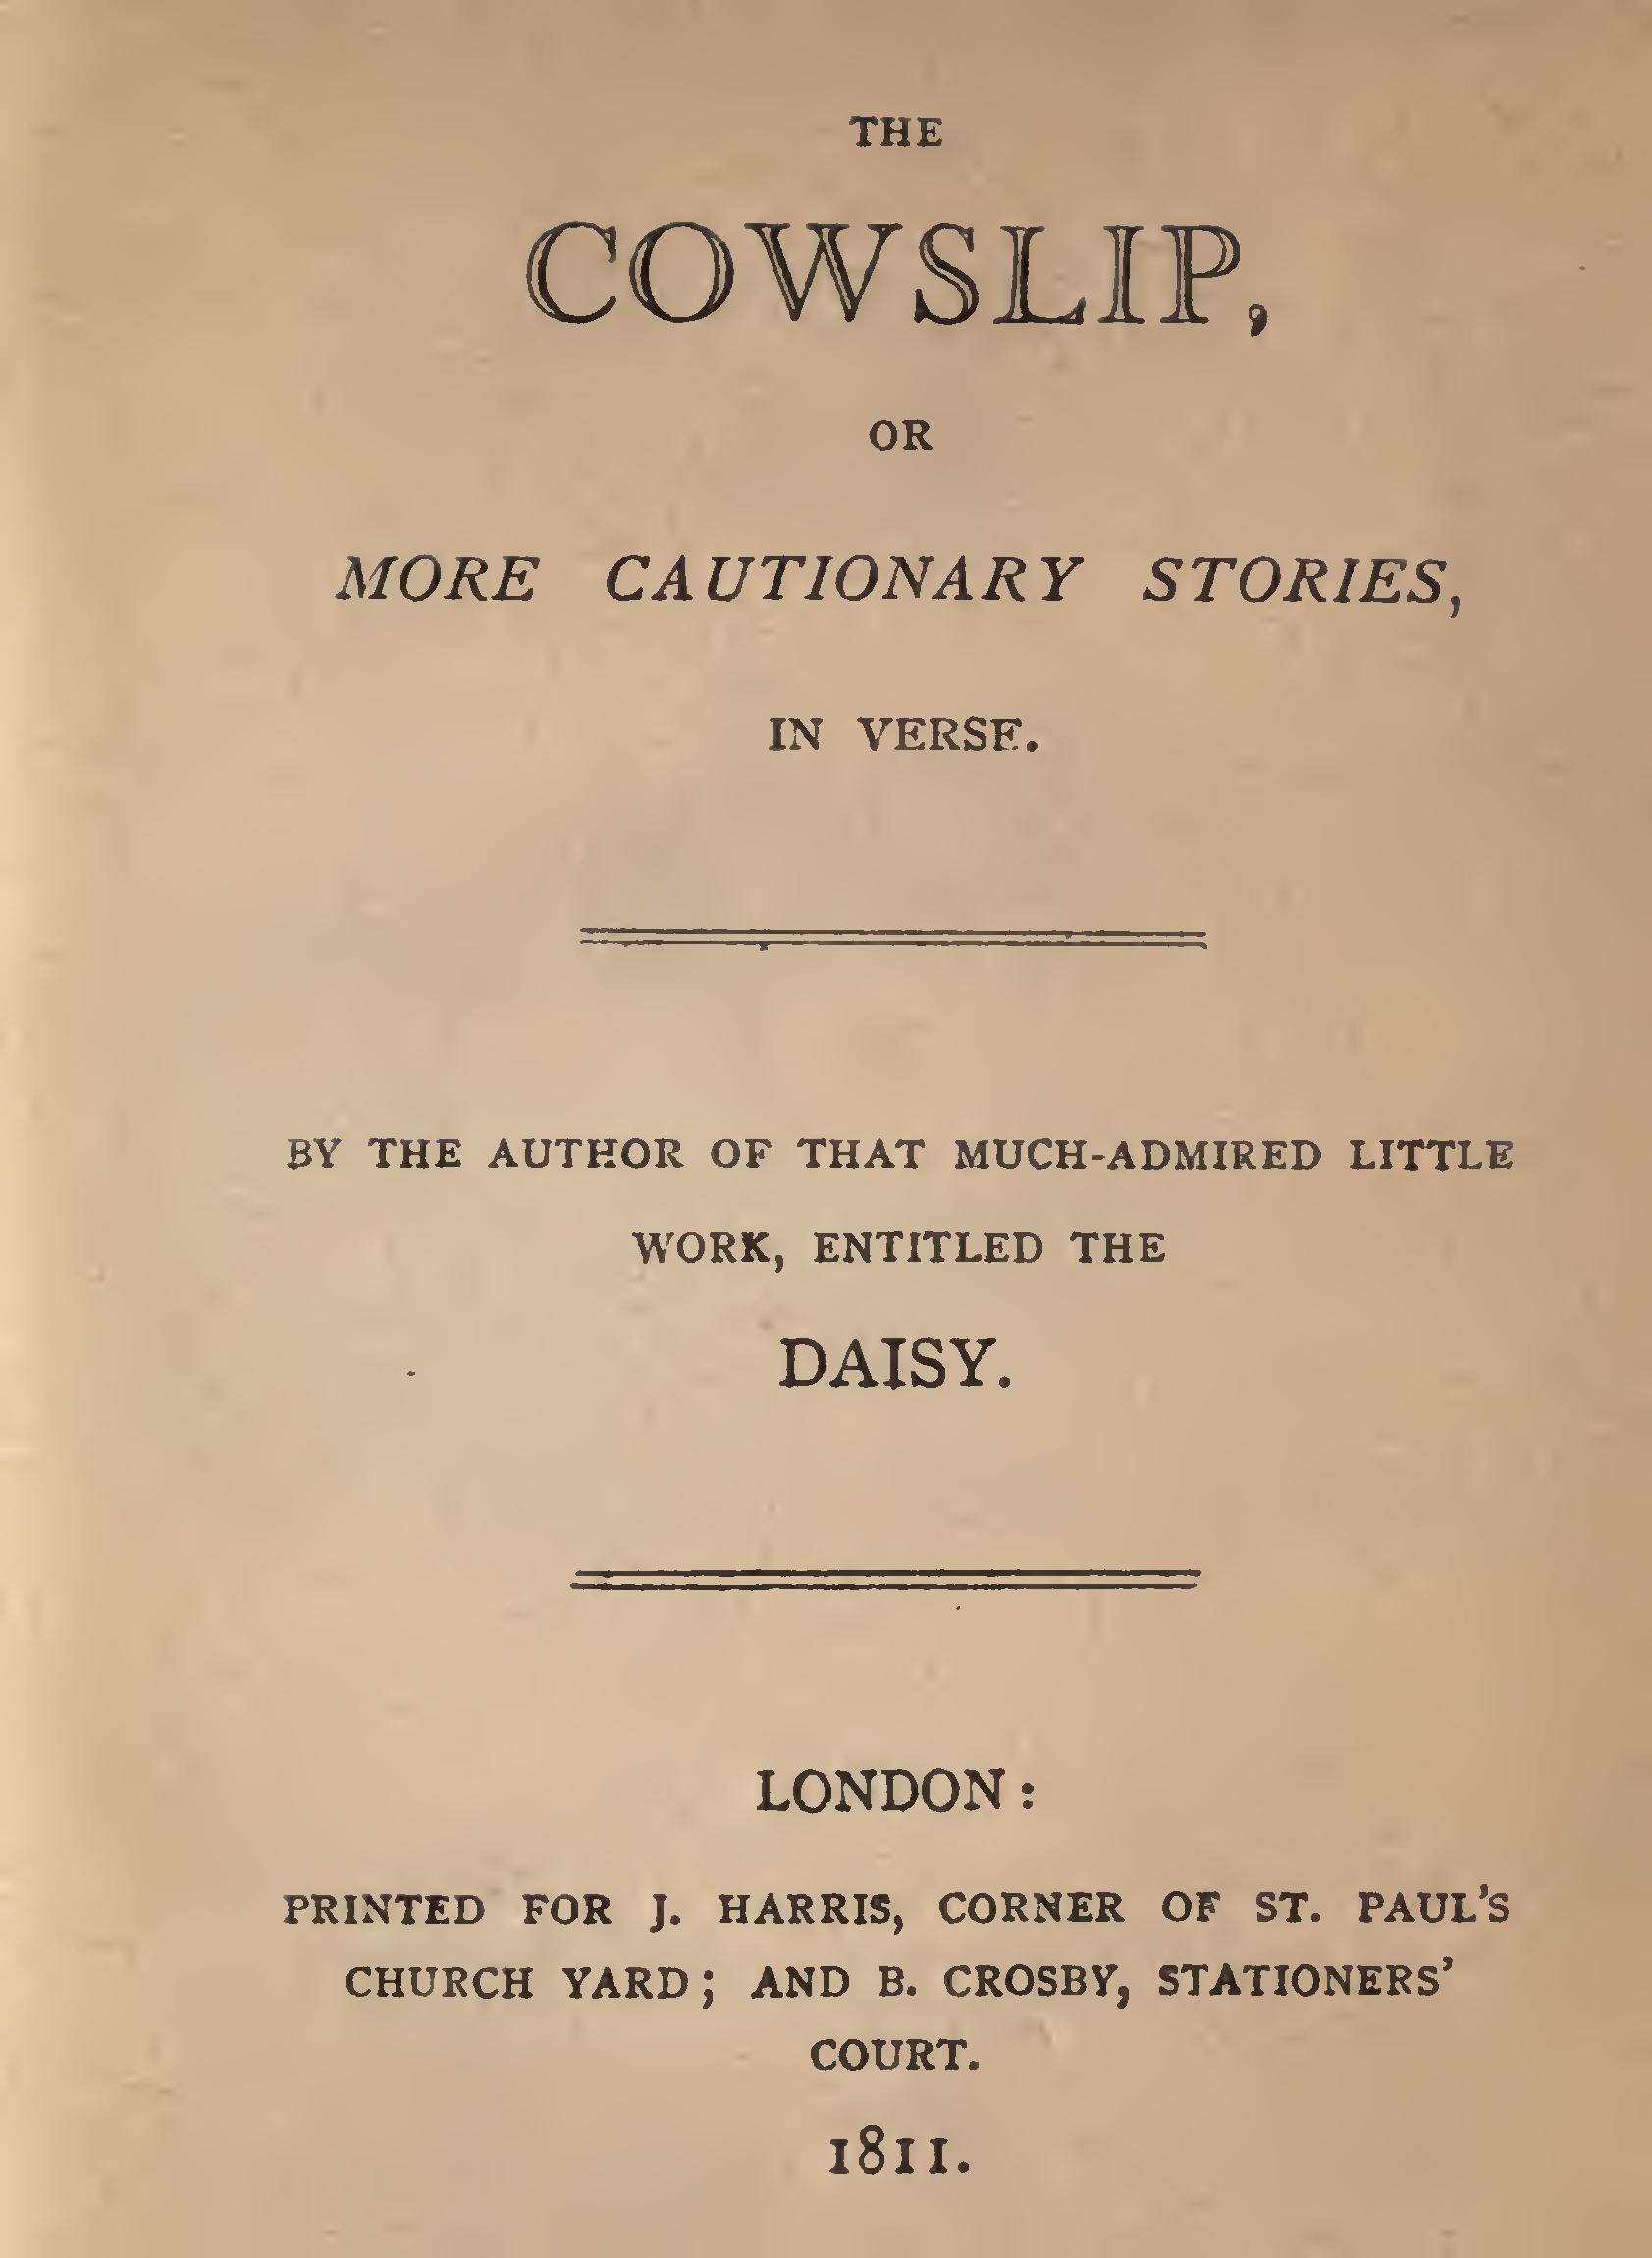 THE
COWSLIP,
OR
MORE CAUTIONARY STORIES,
IN VERSE.
BY THE AUTHOR OF THAT MUCH-ADMIRED LITTLE
WORK, ENTITLED THE
DAISY.
LONDON:
PRINTED FOR J. HARRIS, CORNER OF ST. PAUL'S
CHURCH YARD; AND B. CROSBY, STATIONERS'
COURT.
1811.